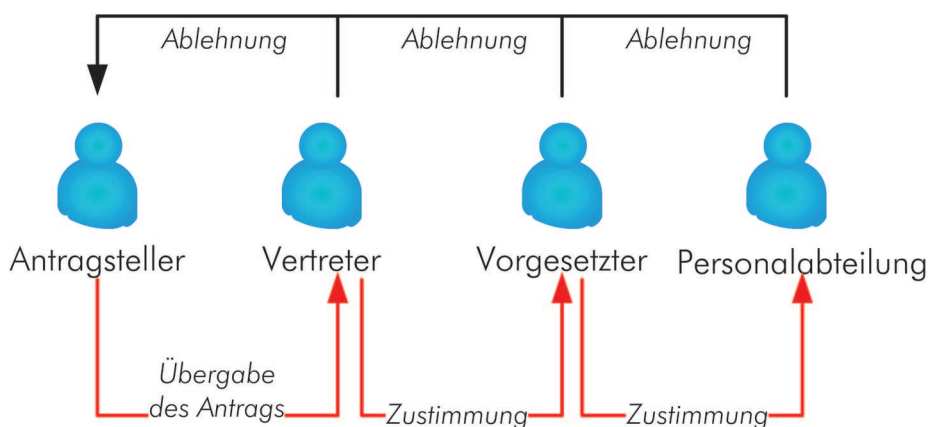 Ablehnung Ablehnung Ablehnung
Antragsteller Vertreter Vorgesetzter Personalabteilung
Übergabe
des Antrags Zustimmung Zustimmung